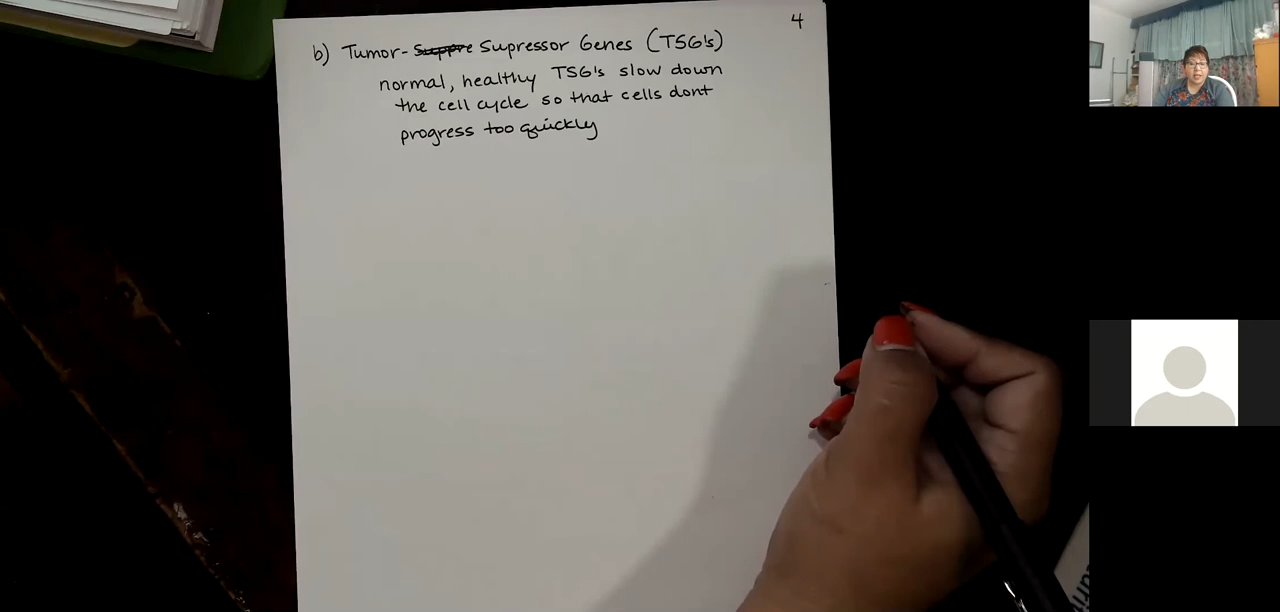 4
b) Tumor-Suppre Supressor Genes (TSG's)
normal, healthy TSG's slow down
the cell cycle so that cells dont
progress too quickly